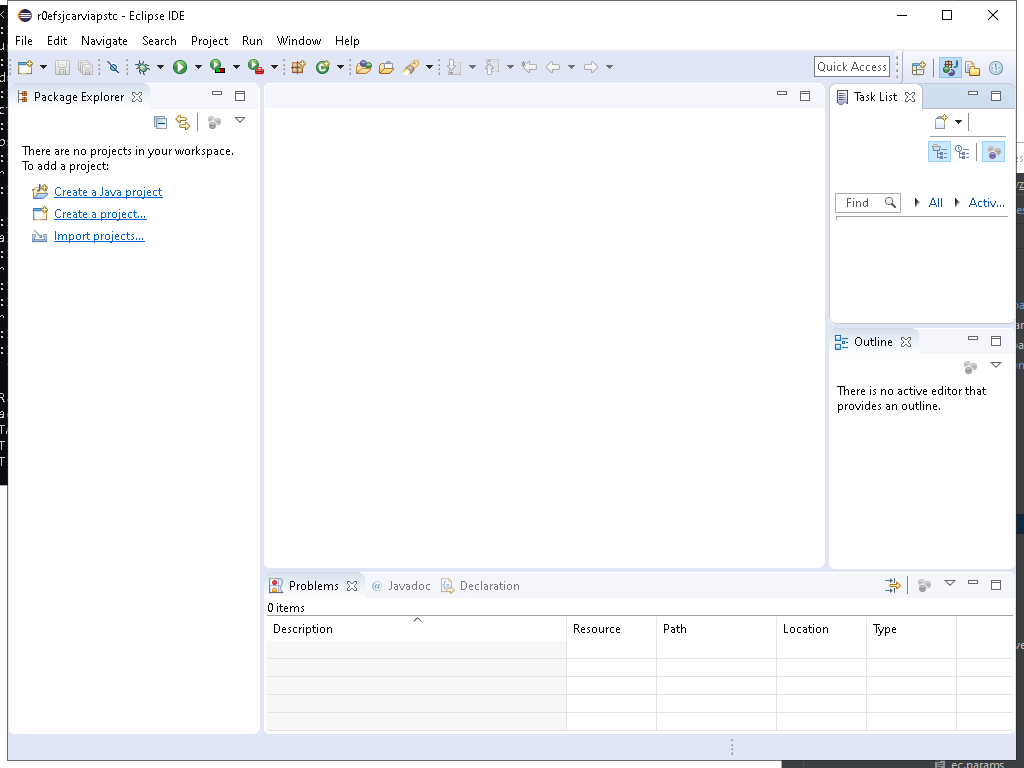 r0efsjcarviapstc - Eclipse IDE
File Edit Navigate Search Project Run Window Help
Quick Access
Package Explorer
There are no projects in your workspace.
To add a project:
Create a Java project
Create a project...
Import projects...
Task List
Find
All
Activ...
Outline
There is no active editor that
provides an outline.
Problems
@ Javadoc
Declaration
0 items
Description Resource Path Location Type
ec.params